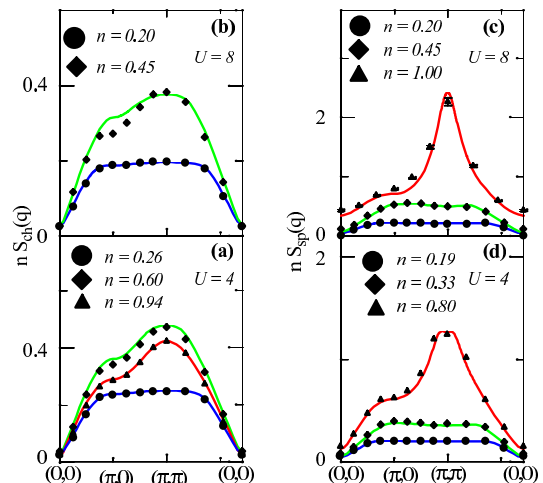 (b)
n = 0.20
n = 0.45
U = 8
0.4
0
n S_ch(q)
(a)
n = 0.26
n = 0.60
n = 0.94
U = 4
0.4
0
(0,0) (π,0) (π,π) (0,0)
(c)
n = 0.20
n = 0.45
n = 1.00
U = 8
2
0
n S_sp(q)
(d)
n = 0.19
n = 0.33
n = 0.80
U = 4
2
0
(0,0) (π,0) (π,π) (0,0)